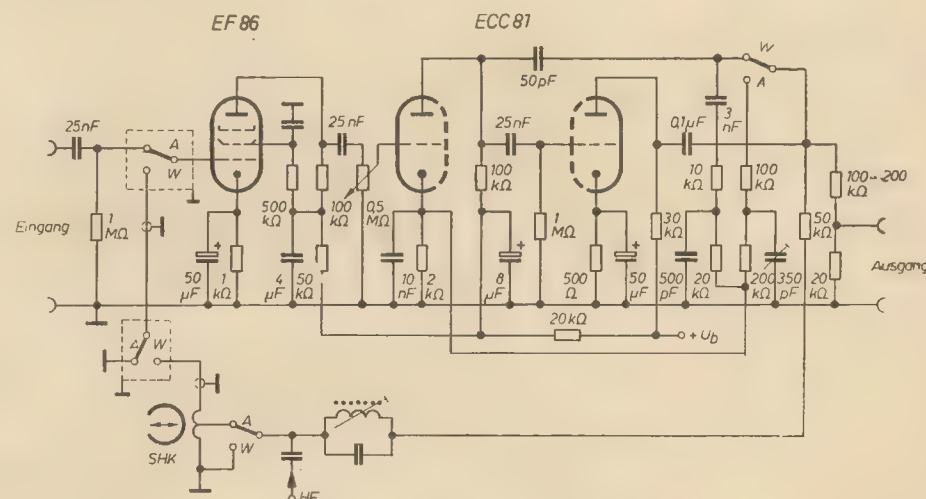 EF 86
ECC 81
25nF
A
W
Eingang
1 MΩ
50 µF
1 kΩ
500 kΩ
4 µF
100 kΩ
50 kΩ
25 nF
0,5 MΩ
10 nF
2 kΩ
50pF
100 kΩ
25nF
8 µF
1 MΩ
500 Ω
50 µF
30 kΩ
0,1µF
20kΩ
+ Ub
3 nF
10 kΩ
500 pF
20 kΩ
W
A
100 kΩ
200 kΩ
350 pF
50 kΩ
100...200 kΩ
20 kΩ
Ausgang
A
W
SHK
A
W
HF